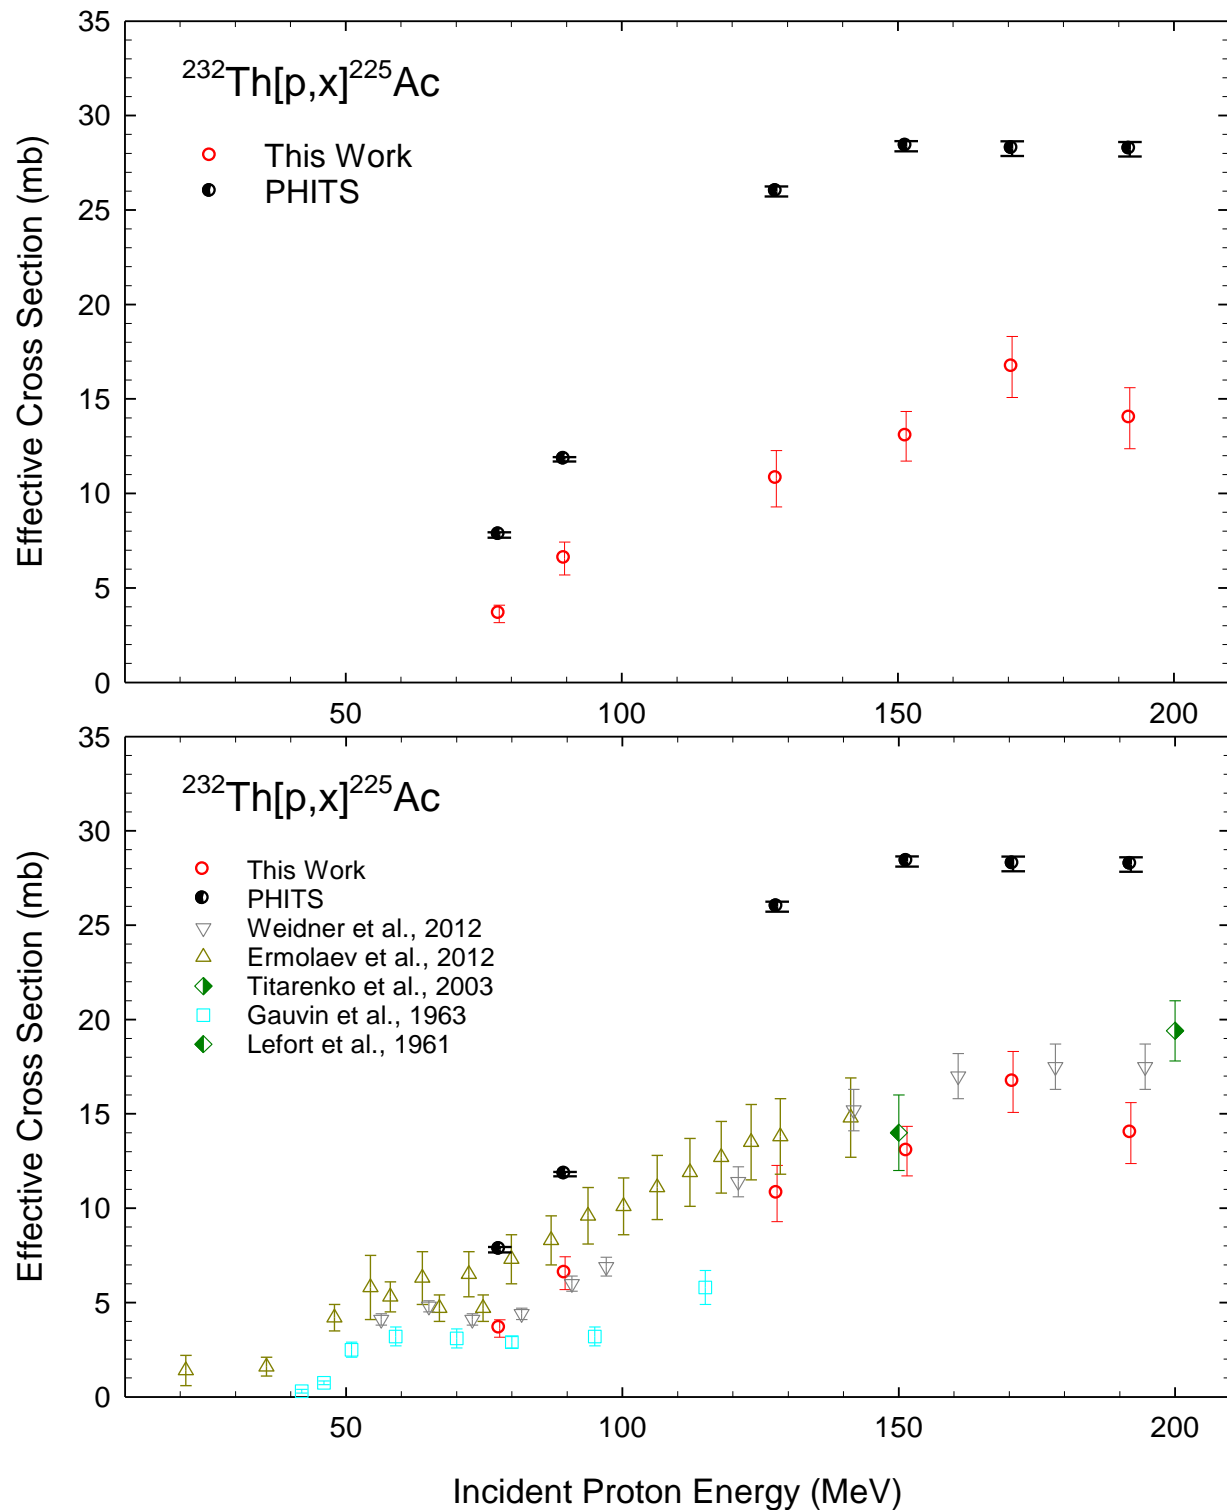 35
30
25
20
15
10
5
0
Effective Cross Section (mb)
²³²Th[p,x]²²⁵Ac
This Work
PHITS
50 100 150 200
35
30
25
20
15
10
5
0
Effective Cross Section (mb)
²³²Th[p,x]²²⁵Ac
This Work
PHITS
Weidner et al., 2012
Ermolaev et al., 2012
Titarenko et al., 2003
Gauvin et al., 1963
Lefort et al., 1961
50 100 150 200
Incident Proton Energy (MeV)